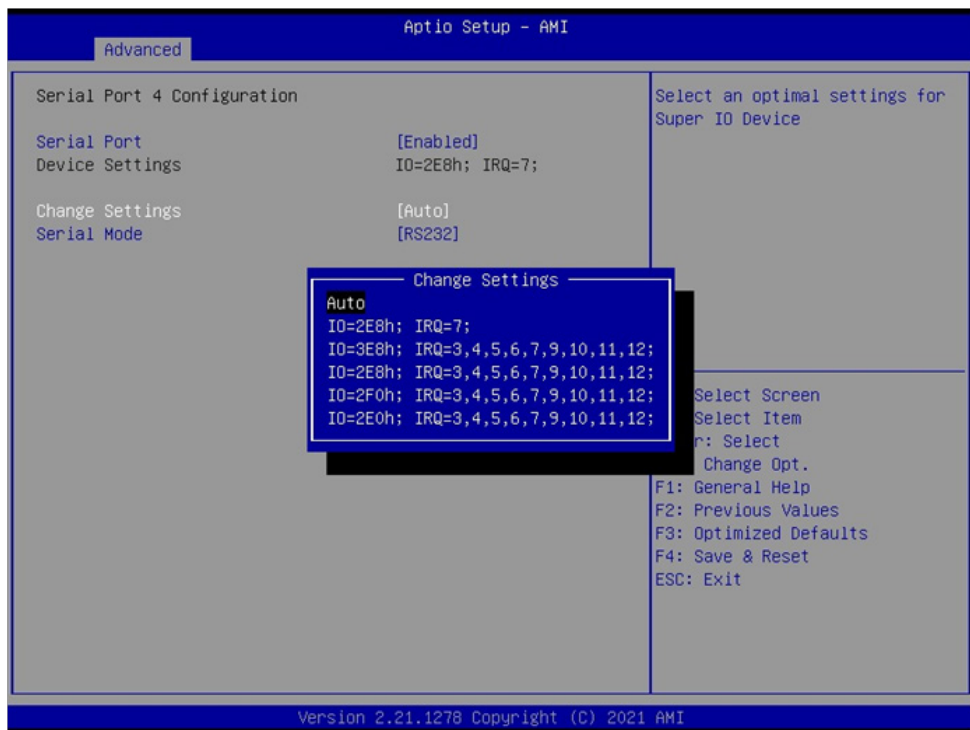 Aptio Setup – AMI
Advanced
Serial Port 4 Configuration
Serial Port [Enabled]
Device Settings IO=2E8h; IRQ=7;
Change Settings [Auto]
Serial Mode [RS232]
Select an optimal settings for
Super IO Device
Change Settings
Auto
IO=2E8h; IRQ=7;
IO=3E8h; IRQ=3,4,5,6,7,9,10,11,12;
IO=2E8h; IRQ=3,4,5,6,7,9,10,11,12;
IO=2F0h; IRQ=3,4,5,6,7,9,10,11,12;
IO=2E0h; IRQ=3,4,5,6,7,9,10,11,12;
Select Screen
Select Item
r: Select
Change Opt.
F1: General Help
F2: Previous Values
F3: Optimized Defaults
F4: Save & Reset
ESC: Exit
Version 2.21.1278 Copyright (C) 2021 AMI